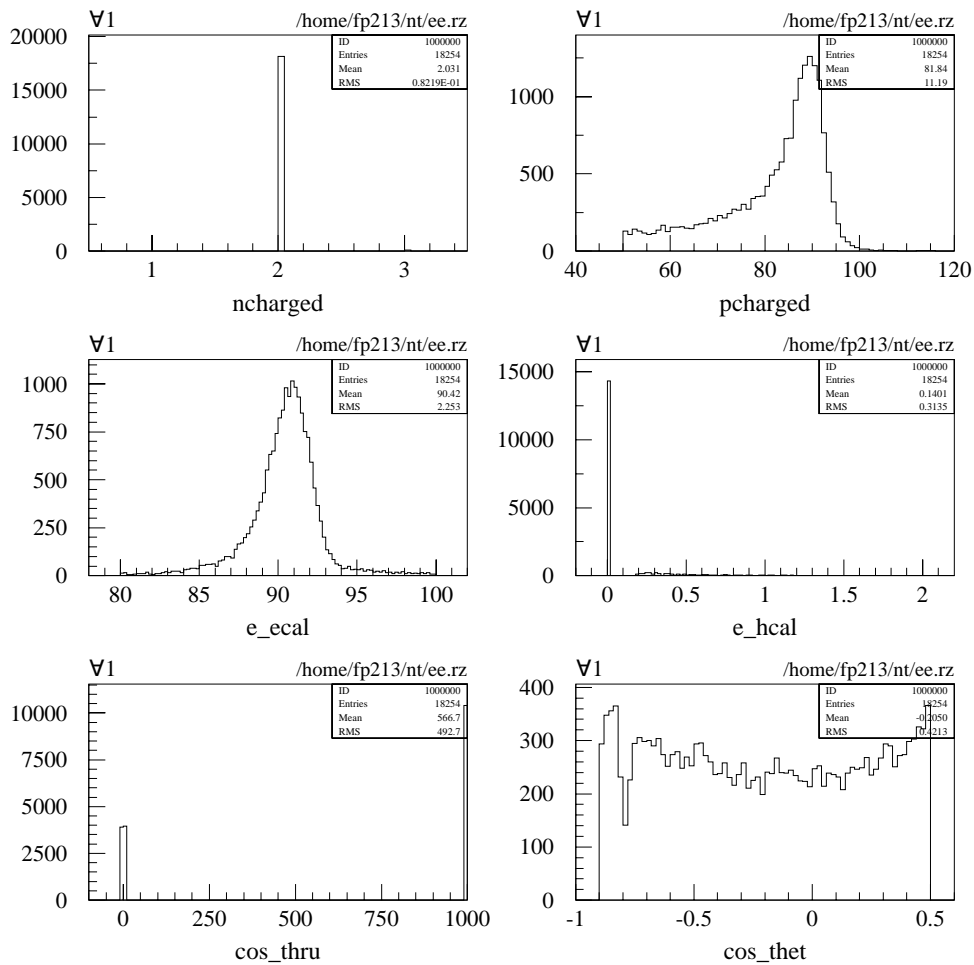 ∀1 /home/fp213/nt/ee.rz
ID 1000000
Entries 18254
Mean 2.031
RMS 0.8219E-01
20000
15000
10000
5000
0
1 2 3
ncharged
∀1 /home/fp213/nt/ee.rz
ID 1000000
Entries 18254
Mean 81.84
RMS 11.19
1000
500
0
40 60 80 100 120
pcharged
∀1 /home/fp213/nt/ee.rz
ID 1000000
Entries 18254
Mean 90.42
RMS 2.253
1000
750
500
250
0
80 85 90 95 100
e_ecal
∀1 /home/fp213/nt/ee.rz
ID 1000000
Entries 18254
Mean 0.1401
RMS 0.3135
15000
10000
5000
0
0 0.5 1 1.5 2
e_hcal
∀1 /home/fp213/nt/ee.rz
ID 1000000
Entries 18254
Mean 566.7
RMS 492.7
10000
7500
5000
2500
0
0 250 500 750 1000
cos_thru
∀1 /home/fp213/nt/ee.rz
ID 1000000
Entries 18254
Mean -0.2050
RMS 0.4213
400
300
200
100
0
-1 -0.5 0 0.5
cos_thet